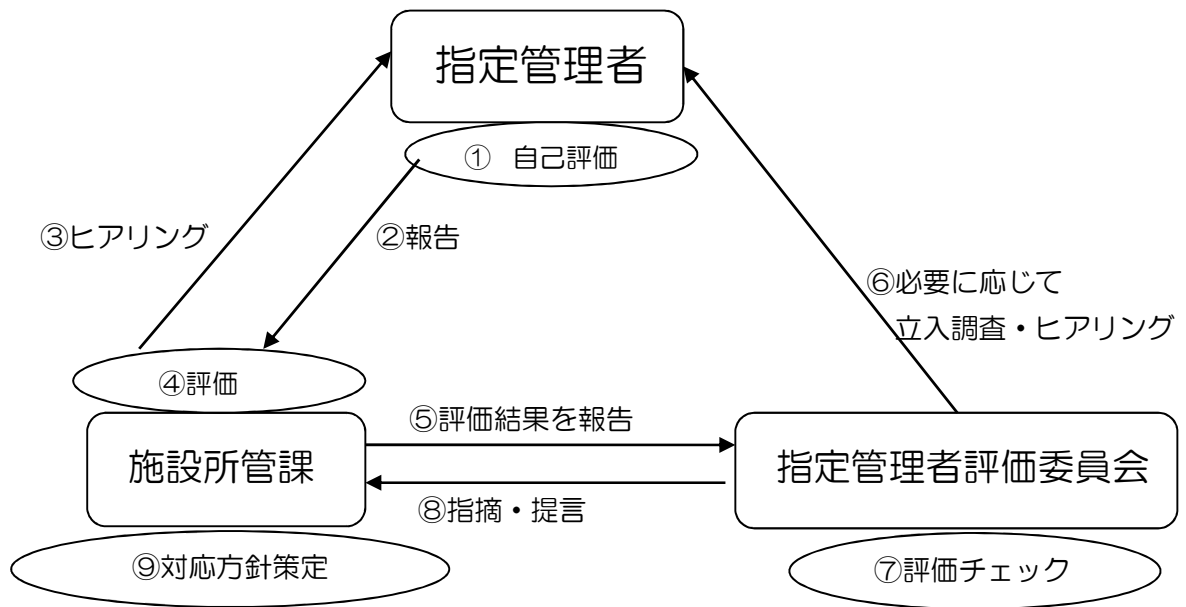 指定管理者
① 自己評価
③ヒアリング
②報告
⑥必要に応じて
立入調査・ヒアリング
④評価
⑤評価結果を報告
施設所管課
指定管理者評価委員会
⑧指摘・提言
⑨対応方針策定
⑦評価チェック